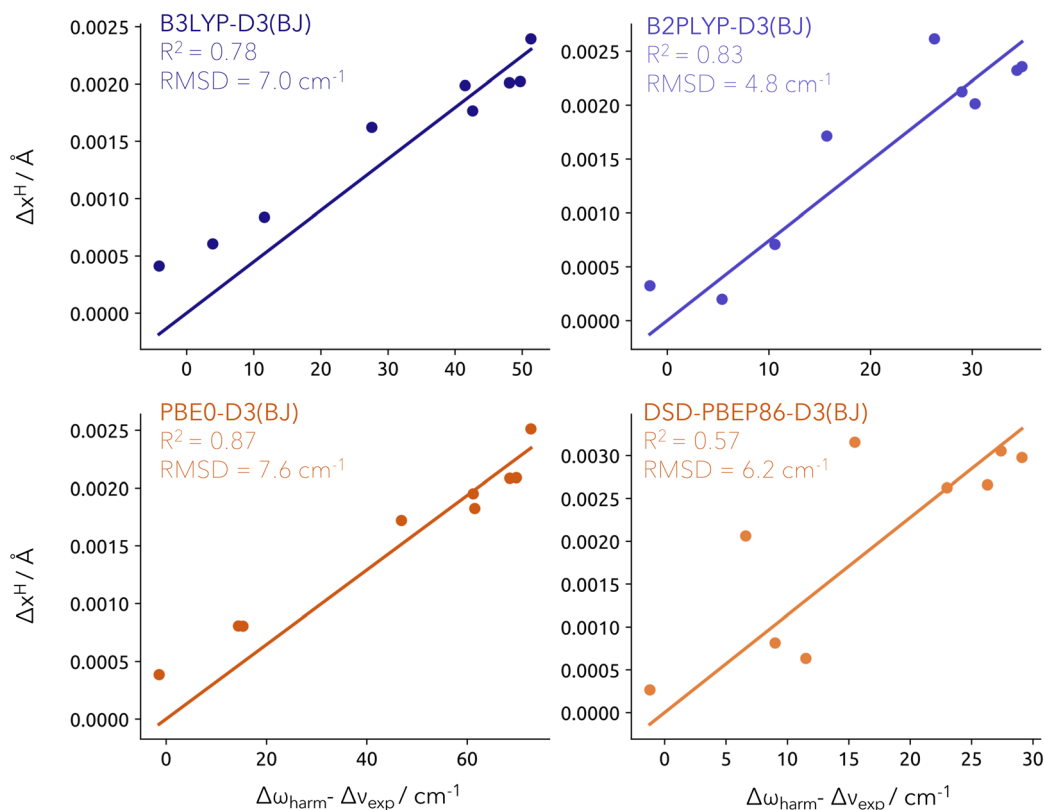 B3LYP-D3(BJ)
R² = 0.78
RMSD = 7.0 cm⁻¹
0.0025
0.0020
0.0015
0.0010
0.0005
0.0000
Δxᴴ / Å
0 10 20 30 40 50
B2PLYP-D3(BJ)
R² = 0.83
RMSD = 4.8 cm⁻¹
0.0025
0.0020
0.0015
0.0010
0.0005
0.0000
0 10 20 30
PBE0-D3(BJ)
R² = 0.87
RMSD = 7.6 cm⁻¹
0.0025
0.0020
0.0015
0.0010
0.0005
0.0000
Δxᴴ / Å
0 20 40 60
Δω_harm - Δν_exp / cm⁻¹
DSD-PBEP86-D3(BJ)
R² = 0.57
RMSD = 6.2 cm⁻¹
0.0030
0.0025
0.0020
0.0015
0.0010
0.0005
0.0000
0 5 10 15 20 25 30
Δω_harm - Δν_exp / cm⁻¹